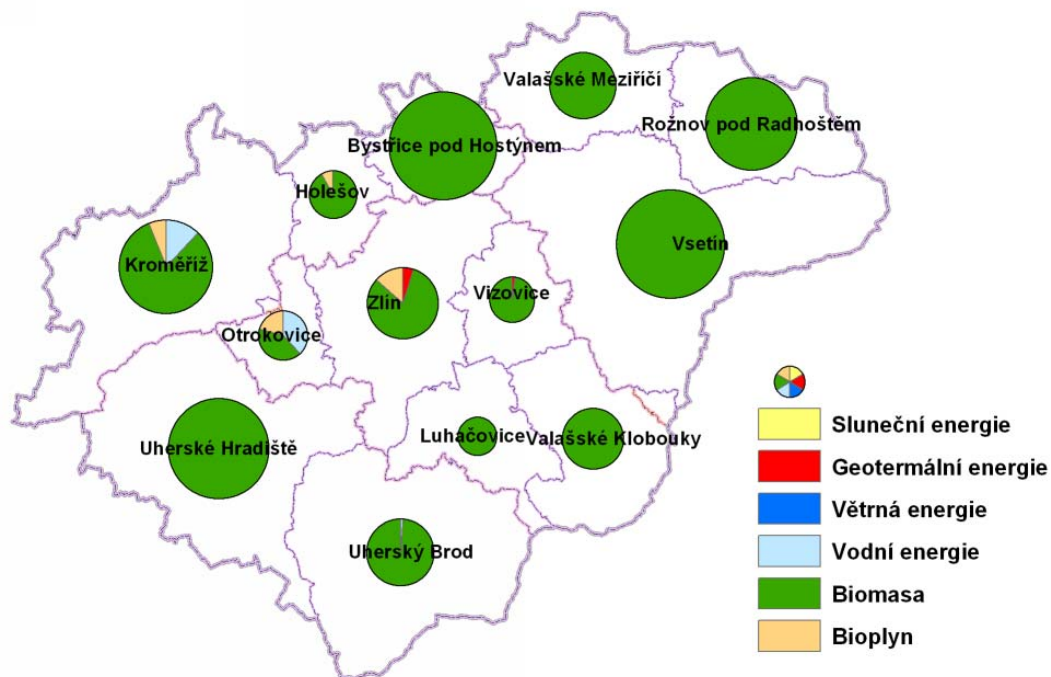 Valašské Meziříčí
Rožnov pod Radhoštěm
Bystřice pod Hostýnem
Holešov
Vsetín
Kroměříž
Zlín
Vizovice
Otrokovice
Uherské Hradiště
Luhačovice
Valašské Klobouky
Uherský Brod
Sluneční energie
Geotermální energie
Větrná energie
Vodní energie
Biomasa
Bioplyn